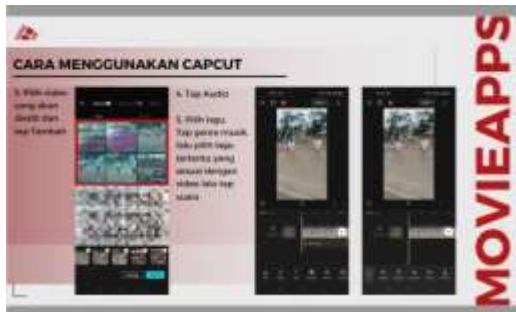 CARA MENGGUNAKAN CAPCUT
3. Pilih video
yang akan
diedit dan
tap Tambah
4. Tap Audio
5. Pilih lagu.
Tap genre musik,
lalu pilih lagu
tertentu yang
sesuai dengan
video lalu tap
suara
MOVIEAPPS